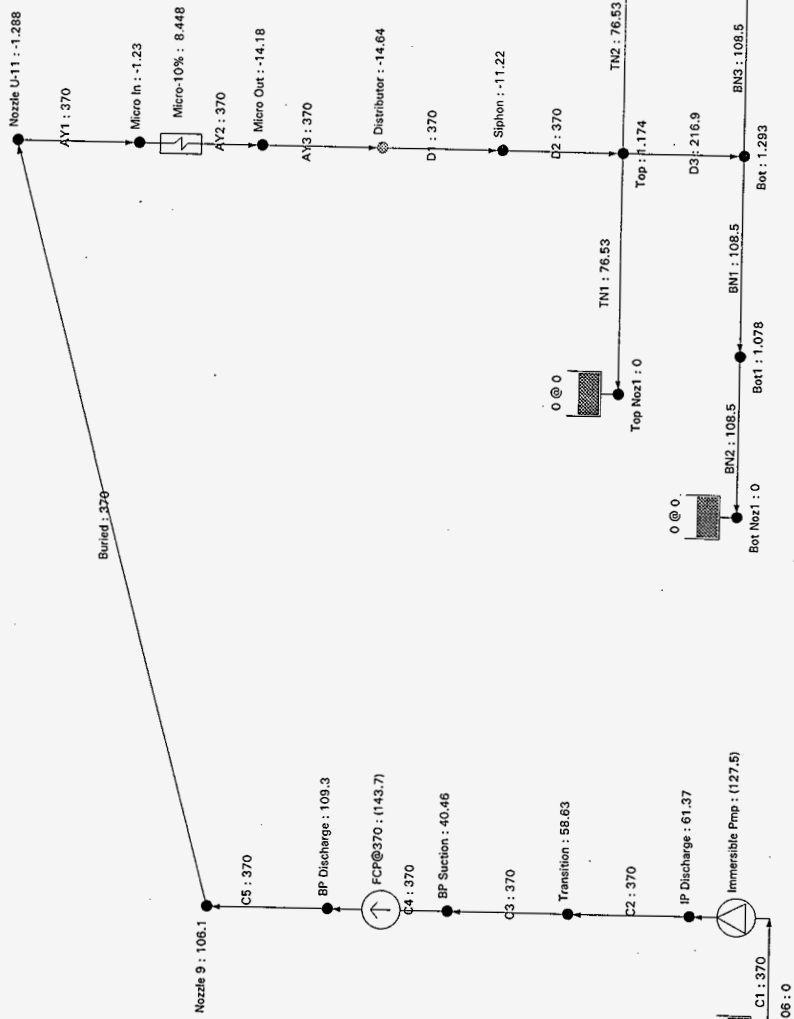 Nozzle U-11 : -1.288
AY1 : 370
Micro In : -1.23
Micro-10% : 8.448
AY2 : 370
Micro Out : -14.18
AY3 : 370
Distributor : -14.64
D1 : 370
Siphon : -11.22
D2 : 370
TN2 : 76.53
Top : 1.174
D3 : 216.9
BN3 : 108.5
Bot : 1.293
TN1 : 76.53
BN1 : 108.5
0 @ 0
Top Noz1 : 0
Bot1 : 1.078
BN2 : 108.5
0 @ 0
Bot Noz1 : 0
Buried : 370
Nozzle 9 : 106.1
C5 : 370
BP Discharge : 109.3
FCP@370 : (143.7)
C4 : 370
BP Suction : 40.46
C3 : 370
Transition : 58.63
C2 : 370
IP Discharge : 61.37
Immersible Pmp : (127.5)
C1 : 370
06 : 0